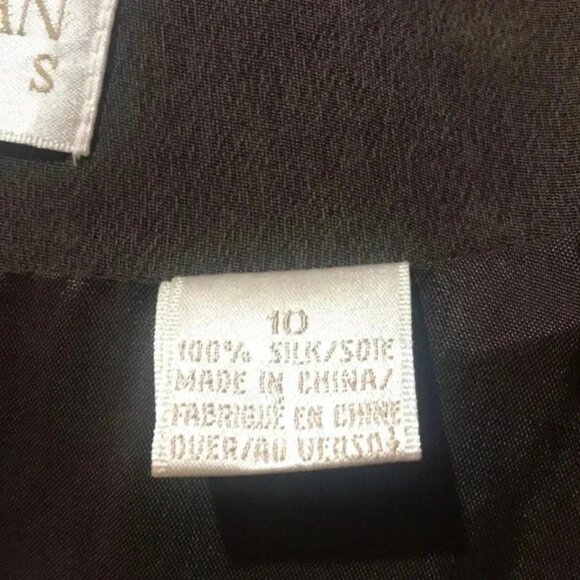 AN
S
10
100% SILK/SOIE
MADE IN CHINA/
FABRIQUÉ EN CHINE
OVER/AU VERSO